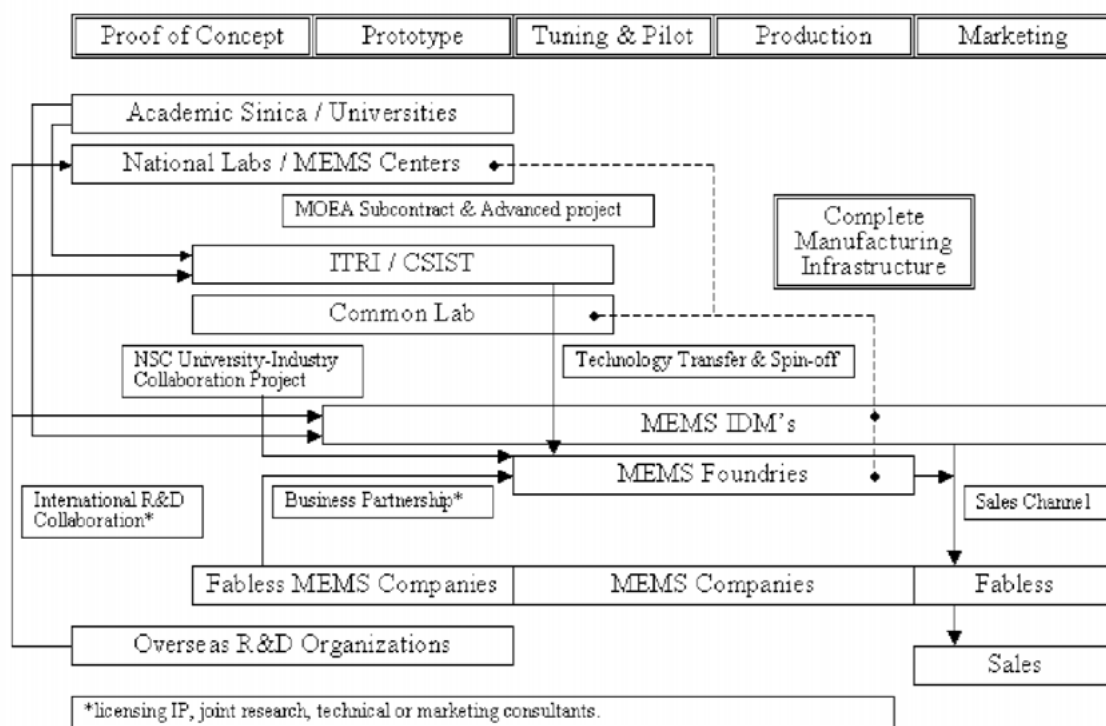 Proof of Concept
Prototype
Tuning & Pilot
Production
Marketing
Academic Sinica / Universities
National Labs / MEMS Centers
MOEA Subcontract & Advanced project
Complete
Manufacturing
Infrastructure
ITRI / CSIST
Common Lab
NSC University-Industry
Collaboration Project
Technology Transfer & Spin-off
MEMS IDM's
MEMS Foundries
International R&D
Collaboration*
Business Partnership*
Sales Channel
Fabless MEMS Companies
MEMS Companies
Fabless
Overseas R&D Organizations
Sales
*licensing IP, joint research, technical or marketing consultants.